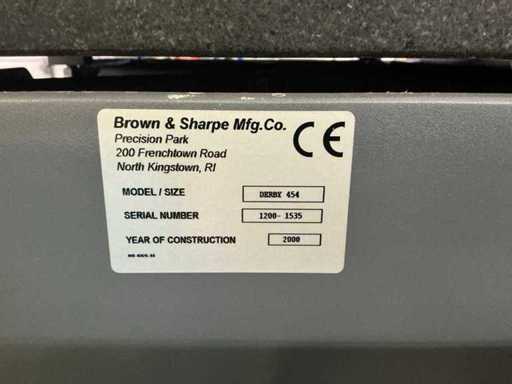 Brown & Sharpe Mfg.Co.
CE
Precision Park
200 Frenchtown Road
North Kingstown, RI
MODEL / SIZE DERBY 454
SERIAL NUMBER 1200- 1535
YEAR OF CONSTRUCTION 2000